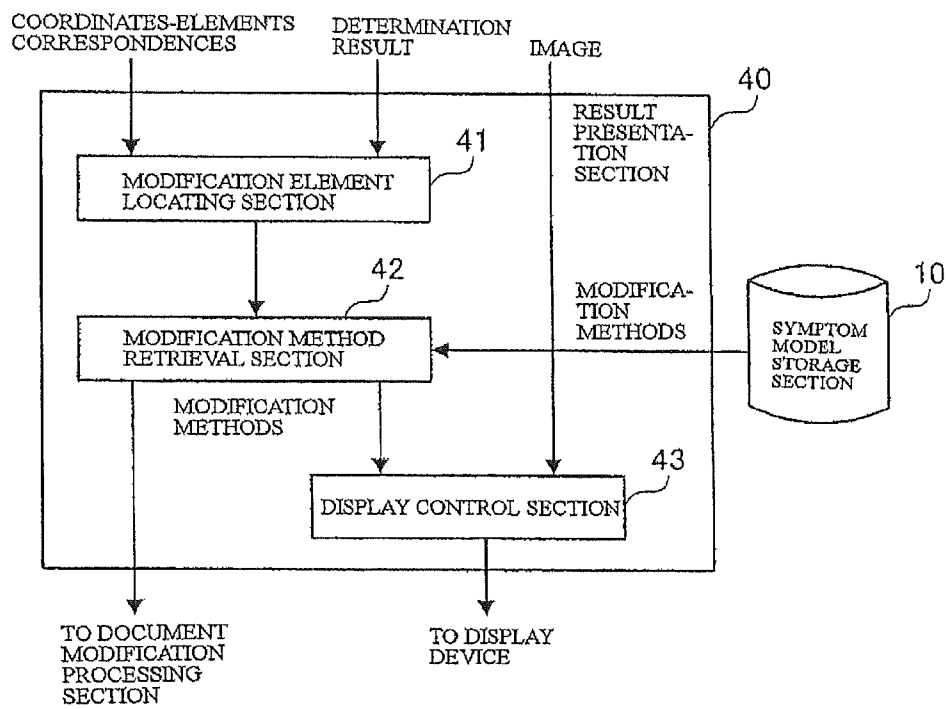 COORDINATES-ELEMENTS
CORRESPONDENCES
DETERMINATION
RESULT
IMAGE
40
RESULT
PRESENTA-
TION
SECTION
41
MODIFICATION ELEMENT
LOCATING SECTION
42
MODIFICATION METHOD
RETRIEVAL SECTION
MODIFICA-
TION
METHODS
10
SYMPTOM
MODEL
STORAGE
SECTION
MODIFICATION
METHODS
43
DISPLAY CONTROL SECTION
TO DOCUMENT
MODIFICATION
PROCESSING
SECTION
TO DISPLAY
DEVICE